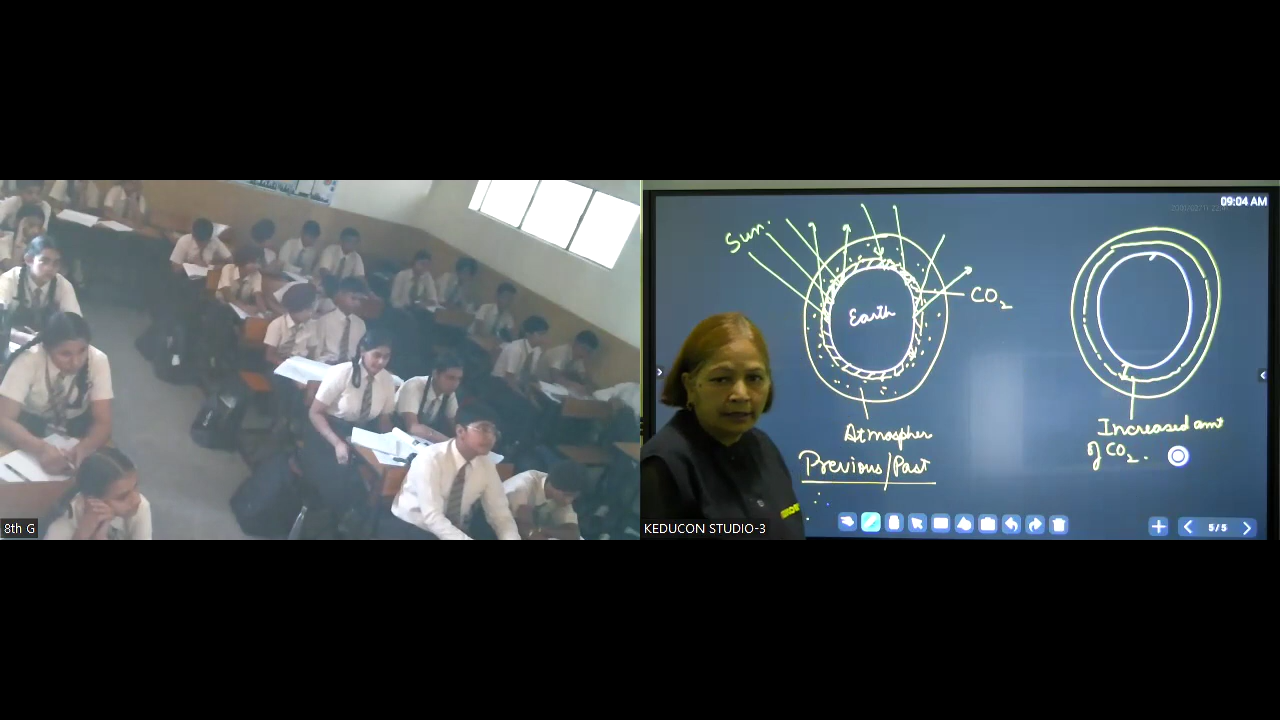 09:04 AM
Sun.
Earth
CO2
Atmospher
Previous/Past
Increased amt
of CO2.
5/5
8th G
KEDUCON STUDIO-3